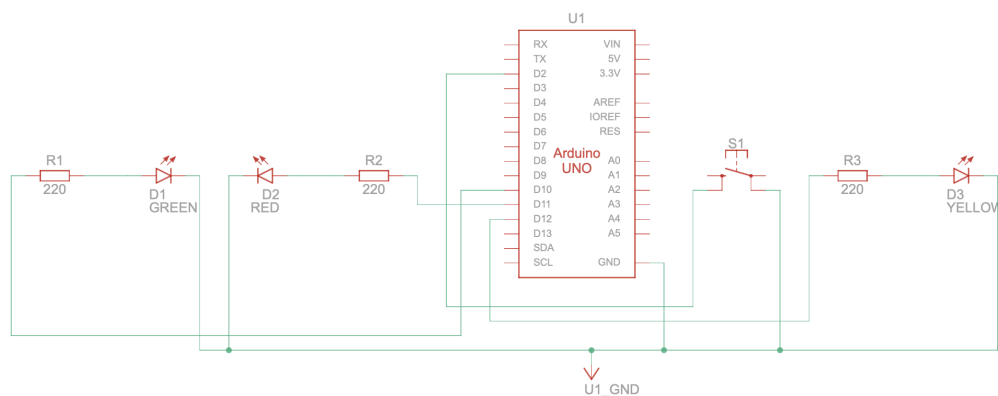 U1
RX VIN
TX 5V
D2 3.3V
D3
D4 AREF
D5 IOREF
D6 RES
D7
Arduino
UNO
D8 A0
D9 A1
D10 A2
D11 A3
D12 A4
D13 A5
SDA
SCL GND
R1
220
D1
GREEN
D2
RED
R2
220
S1
R3
220
D3
YELLOW
U1_GND